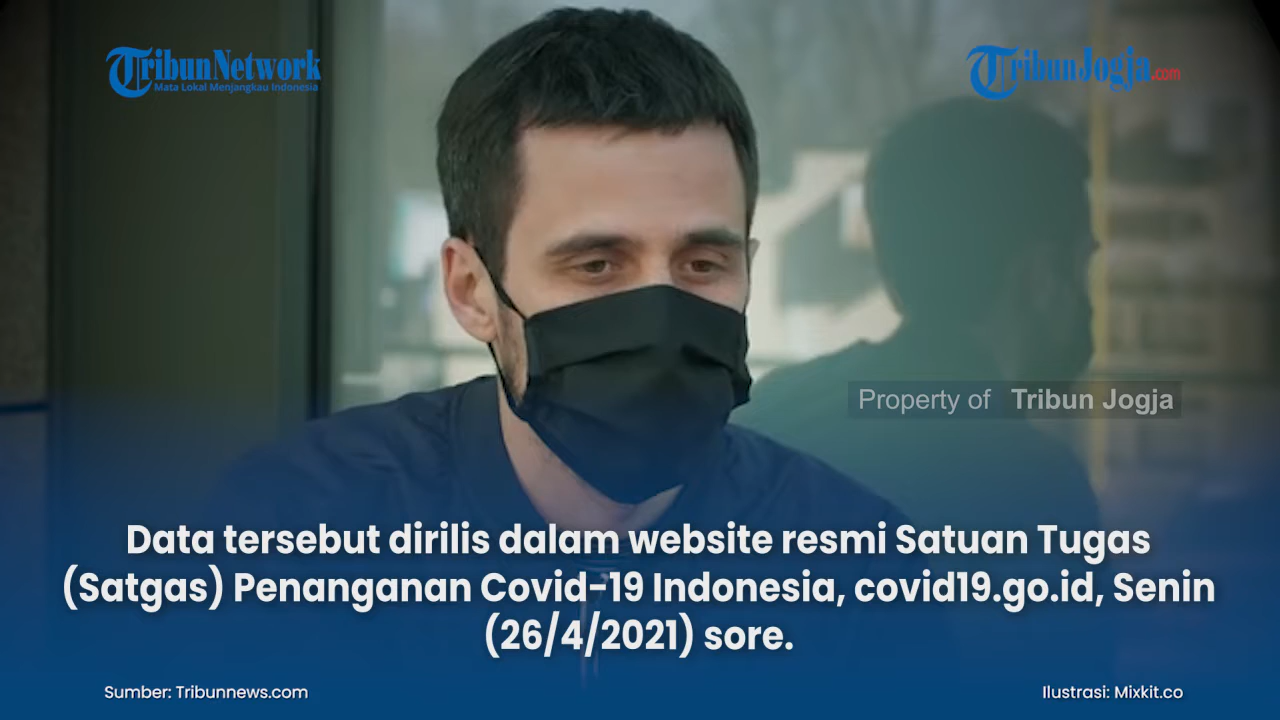 TribunNetwork
Mata Lokal Menjangkau Indonesia
TribunJogja.com
Property of Tribun Jogja
Data tersebut dirilis dalam website resmi Satuan Tugas
(Satgas) Penanganan Covid-19 Indonesia, covid19.go.id, Senin
(26/4/2021) sore.
Sumber: Tribunnews.com
Ilustrasi: Mixkit.co